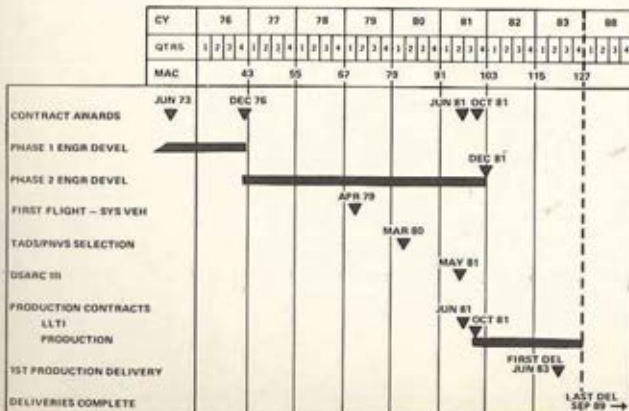 CY 76 77 78 79 80 81 82 83 88
QTRS 1 2 3 4 1 2 3 4 1 2 3 4 1 2 3 4 1 2 3 4 1 2 3 4 1 2 3 4 1 2 3 4 1 2 3 4
MAC 43 55 67 79 91 103 115 127
JUN 73 DEC 76 JUN 81 OCT 81
CONTRACT AWARDS
PHASE 1 ENGR DEVEL
DEC 81
PHASE 2 ENGR DEVEL
APR 79
FIRST FLIGHT – SYS VEH
MAR 80
TADS/PNVS SELECTION
MAY 81
DSARC III
PRODUCTION CONTRACTS
JUN 81
LLTI
OCT 81
PRODUCTION
FIRST DEL
JUN 83
1ST PRODUCTION DELIVERY
LAST DEL
SEP 89
DELIVERIES COMPLETE